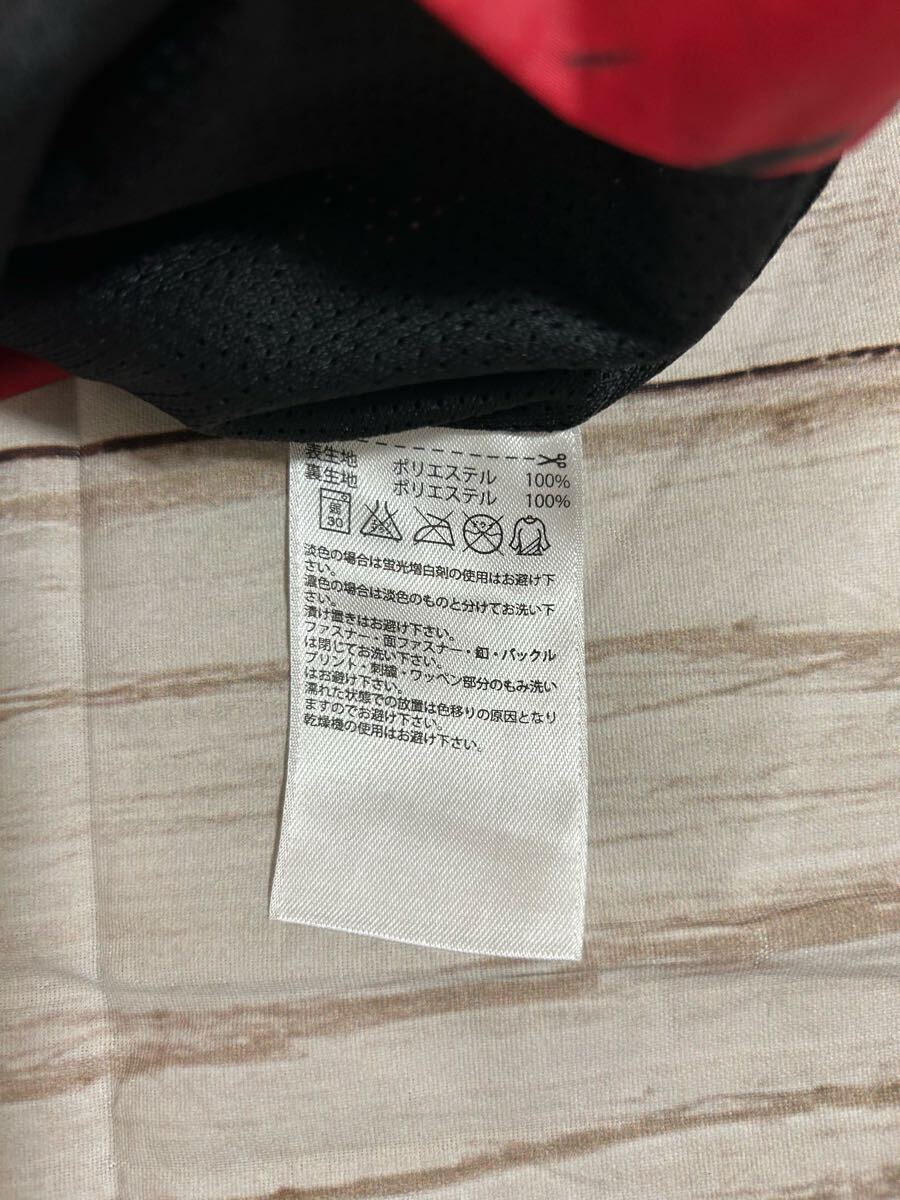 表生地 ポリエステル 100%
裏生地 ポリエステル 100%
弱
30
淡色の場合は蛍光増白剤の使用はお避け下
さい。
濃色の場合は淡色のものと分けてお洗い下
さい。
漬け置きはお避け下さい。
ファスナー・面ファスナー・釦・バックル
は閉じてお洗い下さい。
プリント・刺繍・ワッペン部分のもみ洗い
はお避け下さい。
濡れた状態での放置は色移りの原因となり
ますのでお避け下さい。
乾燥機の使用はお避け下さい。